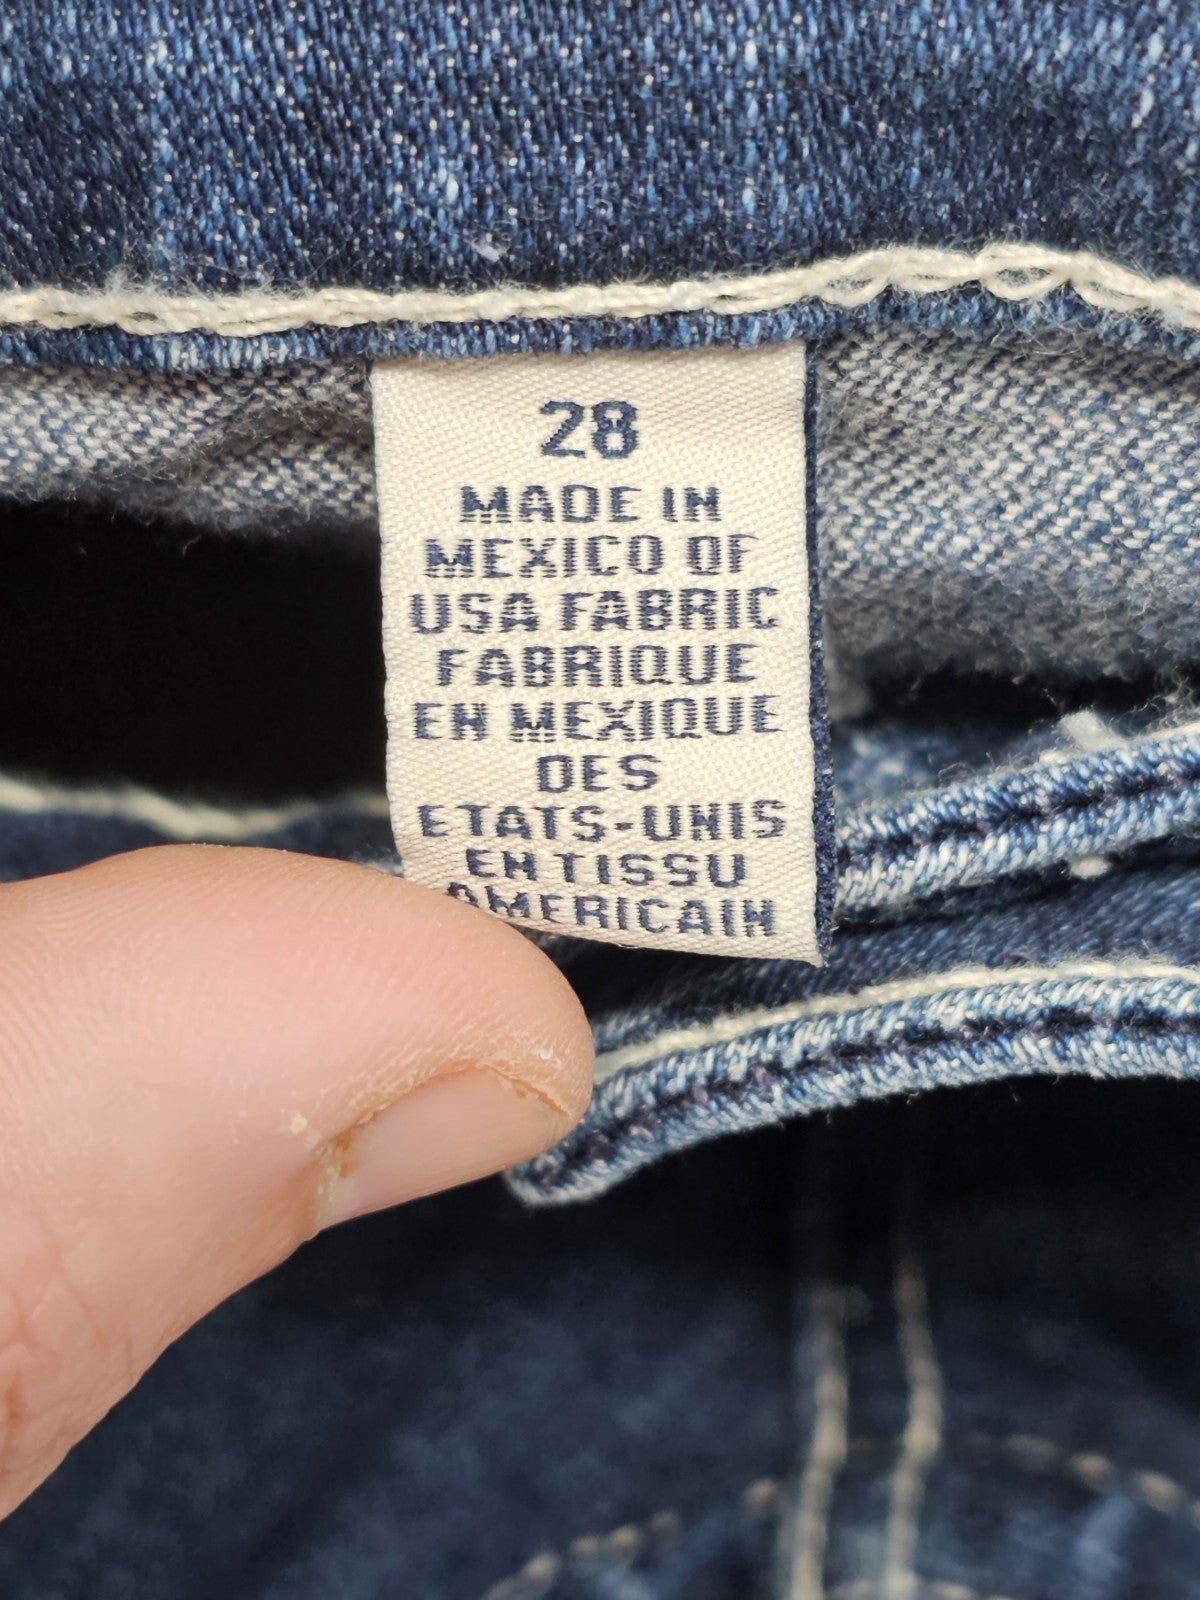 28
MADE IN
MEXICO OF
USA FABRIC
FABRIQUE
EN MEXIQUE
DES
ETATS-UNIS
EN TISSU
AMERICAIN